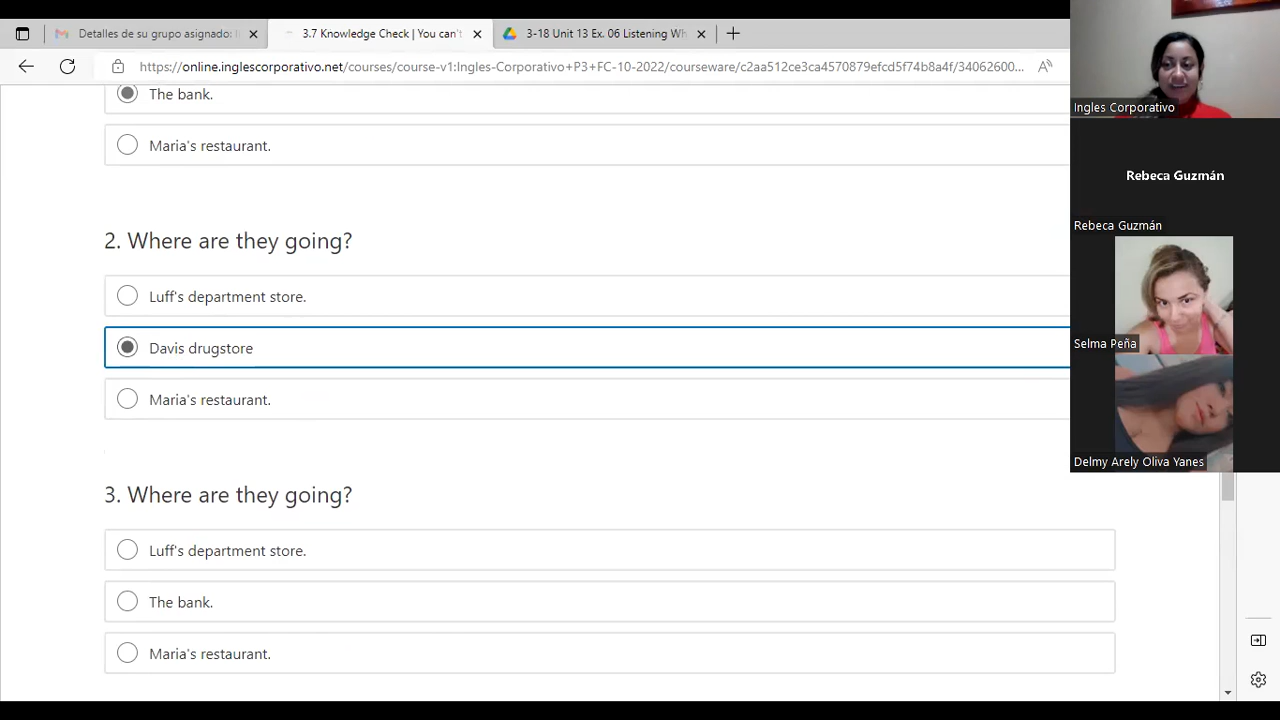 Detalles de su grupo asignado: I
3.7 Knowledge Check | You can't
3-18 Unit 13 Ex. 06 Listening Wh
https://online.inglescorporativo.net/courses/course-v1:Ingles-Corporativo+P3+FC-10-2022/courseware/c2aa512ce3ca4570879efcd5f74b8a4f/34062600...
The bank.
Maria's restaurant.
2. Where are they going?
Luff's department store.
Davis drugstore
Maria's restaurant.
3. Where are they going?
Luff's department store.
The bank.
Maria's restaurant.
Ingles Corporativo
Rebeca Guzmán
Rebeca Guzmán
Selma Peña
Delmy Arely Oliva Yanes